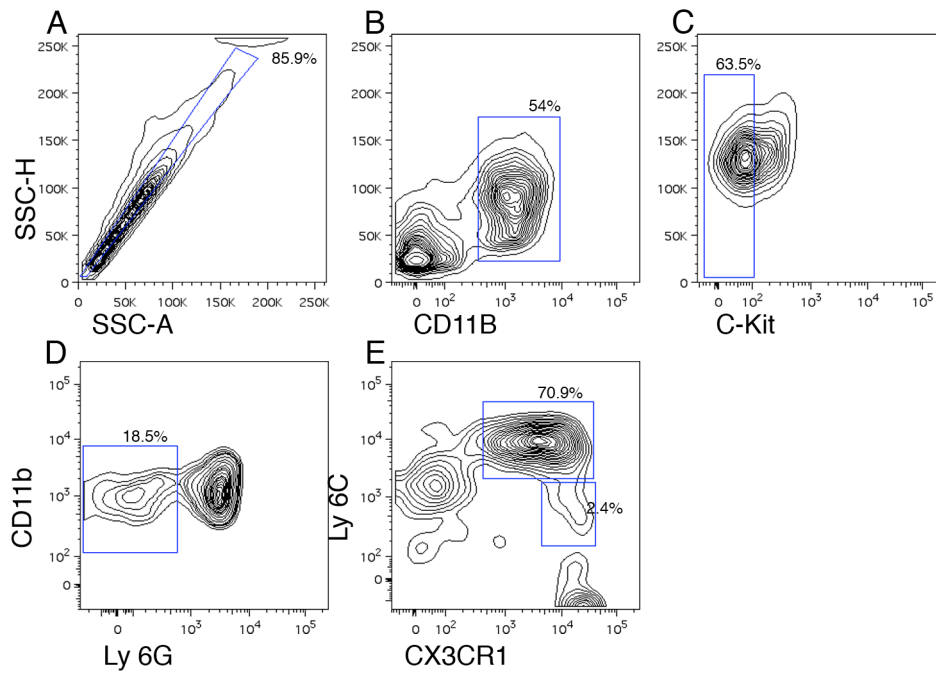 A
85.9%
250K
200K
150K
100K
50K
0
SSC-H
0 50K 100K 150K 200K 250K
SSC-A
B
54%
250K
200K
150K
100K
50K
0
0 10² 10³ 10⁴ 10⁵
CD11B
C
63.5%
250K
200K
150K
100K
50K
0
0 10² 10³ 10⁴ 10⁵
C-Kit
D
18.5%
10⁵
10⁴
10³
10²
0
CD11b
0 10³ 10⁴ 10⁵
Ly 6G
E
70.9%
2.4%
10⁵
10⁴
10³
10²
0
Ly 6C
0 10² 10³ 10⁴ 10⁵
CX3CR1